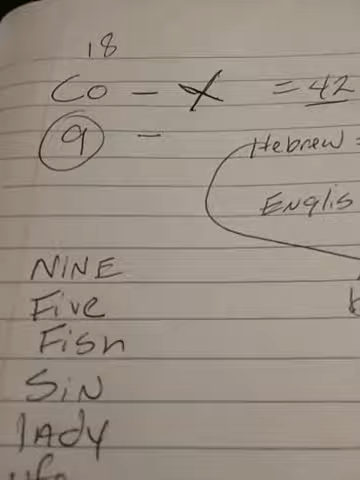 18
Co - X = 42
9 -
Hebrew =
Englis
NINE
Five
Fish
SiN
lAdy